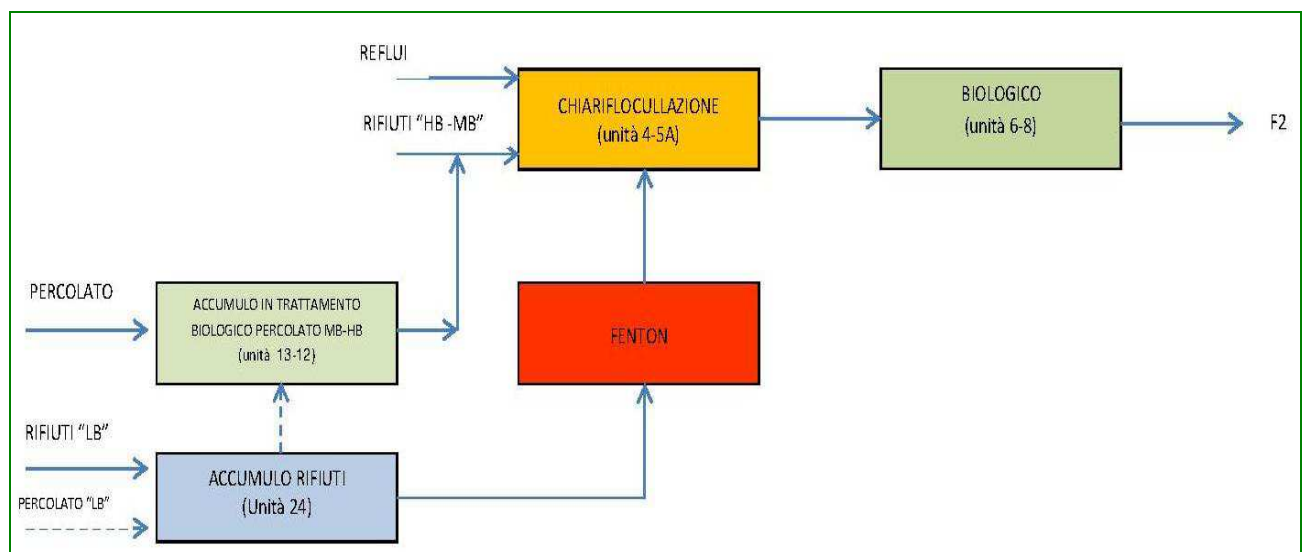 REFLUI
RIFIUTI “HB -MB”
CHIARIFLOCULLAZIONE
(unità 4-5A)
BIOLOGICO
(unità 6-8)
F2
PERCOLATO
ACCUMULO IN TRATTAMENTO
BIOLOGICO PERCOLATO MB-HB
(unità 13-12)
FENTON
RIFIUTI “LB”
PERCOLATO “LB”
ACCUMULO RIFIUTI
(Unità 24)